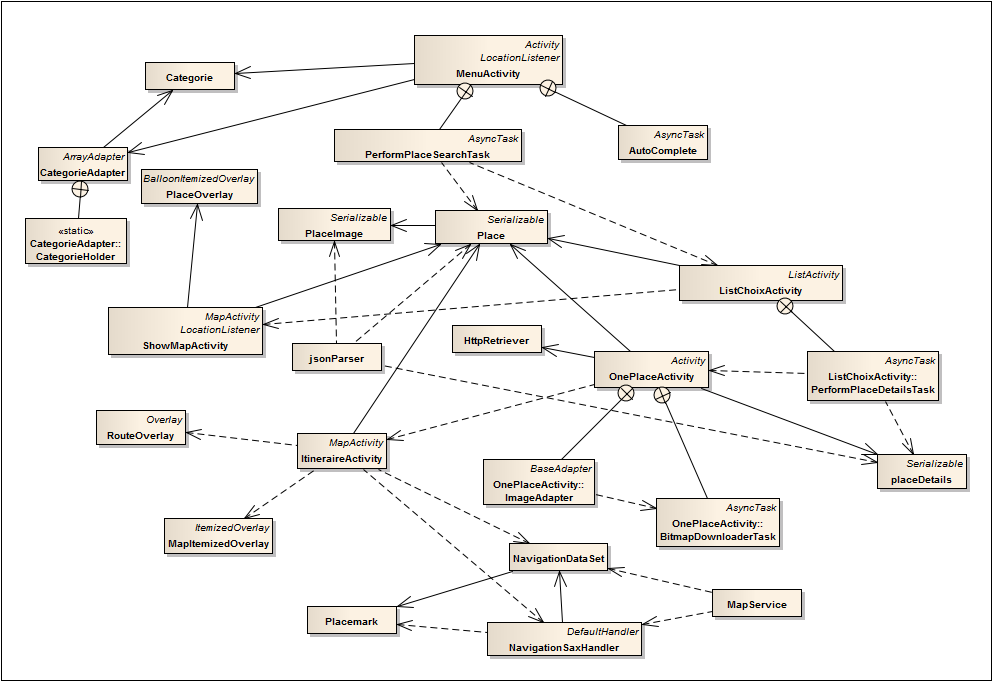 Activity
LocationListener
MenuActivity
Categorie
AsyncTask
AutoComplete
AsyncTask
PerformPlaceSearchTask
ArrayAdapter
CategorieAdapter
BalloonItemizedOverlay
PlaceOverlay
Serializable
PlaceImage
Serializable
Place
«static»
CategorieAdapter::
CategorieHolder
ListActivity
ListChoixActivity
MapActivity
LocationListener
ShowMapActivity
HttpRetriever
jsonParser
Activity
OnePlaceActivity
AsyncTask
ListChoixActivity::
PerformPlaceDetailsTask
Overlay
RouteOverlay
MapActivity
ItineraireActivity
Serializable
placeDetails
BaseAdapter
OnePlaceActivity::
ImageAdapter
AsyncTask
OnePlaceActivity::
BitmapDownloaderTask
ItemizedOverlay
MapItemizedOverlay
NavigationDataSet
MapService
Placemark
DefaultHandler
NavigationSaxHandler